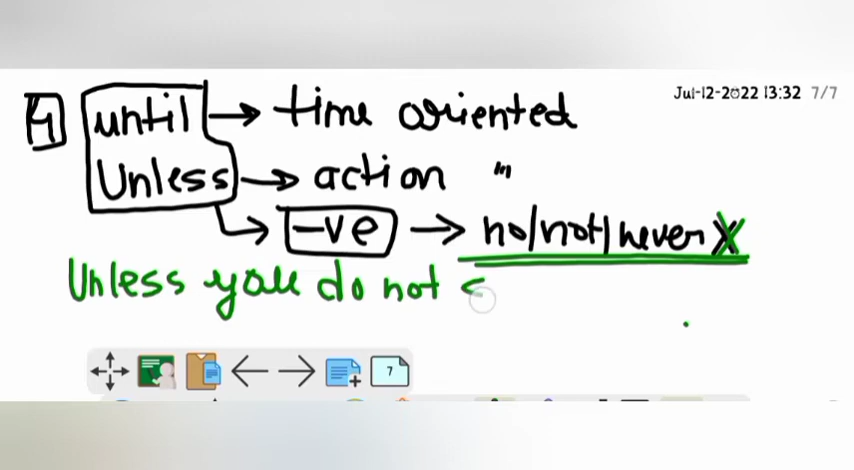 Jul-12-2022 13:32 7/7
4 until → time oriented
Unless → action "
→ -ve → no/not/never X
Unless you do not
7